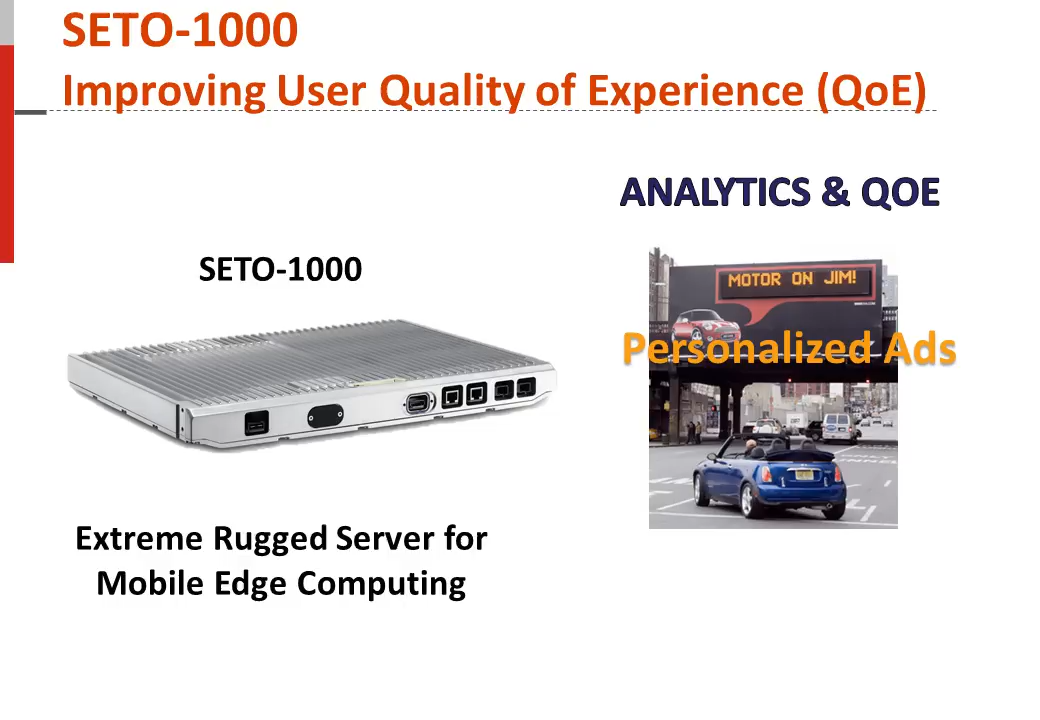 SETO-1000
Improving User Quality of Experience (QoE)
ANALYTICS & QOE
SETO-1000
MOTOR ON JIM!
Personalized Ads
Extreme Rugged Server for
Mobile Edge Computing